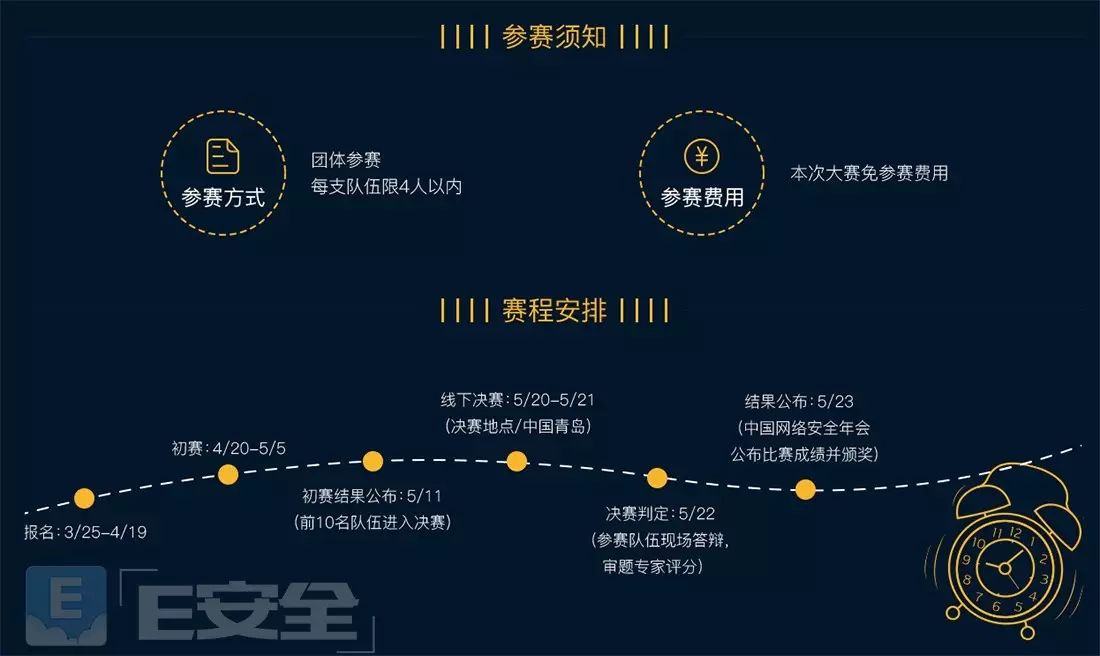 参赛须知
参赛方式
团体参赛
每支队伍限4人以内
¥
参赛费用
本次大赛免参赛费用
赛程安排
报名:3/25-4/19
初赛:4/20-5/5
初赛结果公布:5/11
(前10名队伍进入决赛)
线下决赛:5/20-5/21
(决赛地点/中国青岛)
决赛判定:5/22
(参赛队伍现场答辩,
审题专家评分)
结果公布:5/23
(中国网络安全年会
公布比赛成绩并颁奖)
12 1 2 3 4 5 6 7 8 9 10 11
E
E安全